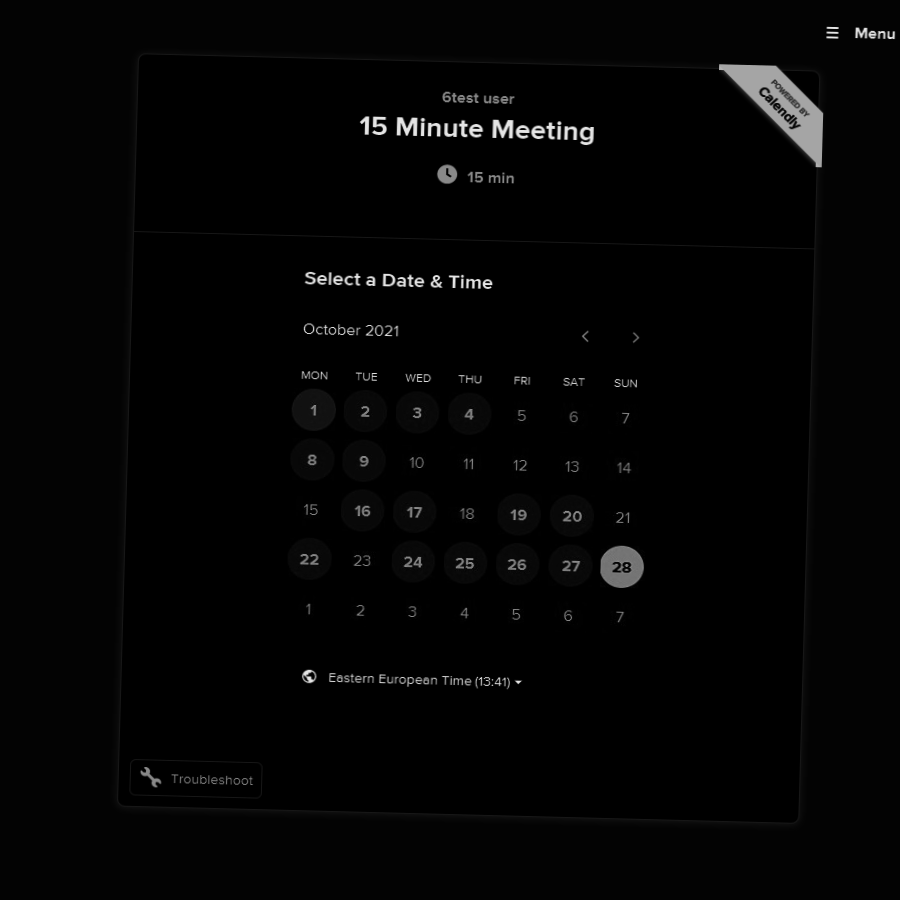 ☰ Menu
POWERED BY
Calendly
6test user
15 Minute Meeting
15 min
Select a Date & Time
October 2021 < >
MON TUE WED THU FRI SAT SUN
1 2 3 4 5 6 7
8 9 10 11 12 13 14
15 16 17 18 19 20 21
22 23 24 25 26 27 28
1 2 3 4 5 6 7
Eastern European Time (13:41)
Troubleshoot